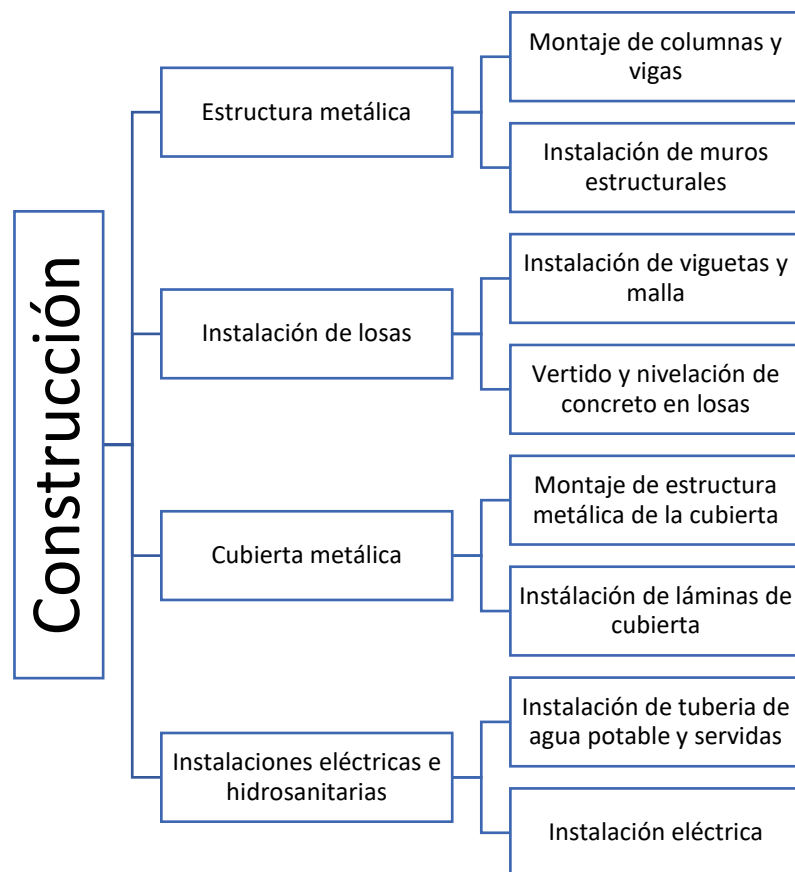 Construcción
Estructura metálica
Montaje de columnas y
vigas
Instalación de muros
estructurales
Instalación de losas
Instalación de viguetas y
malla
Vertido y nivelación de
concreto en losas
Cubierta metálica
Montaje de estructura
metálica de la cubierta
Instálación de láminas de
cubierta
Instalaciones eléctricas e
hidrosanitarias
Instalación de tuberia de
agua potable y servidas
Instalación eléctrica